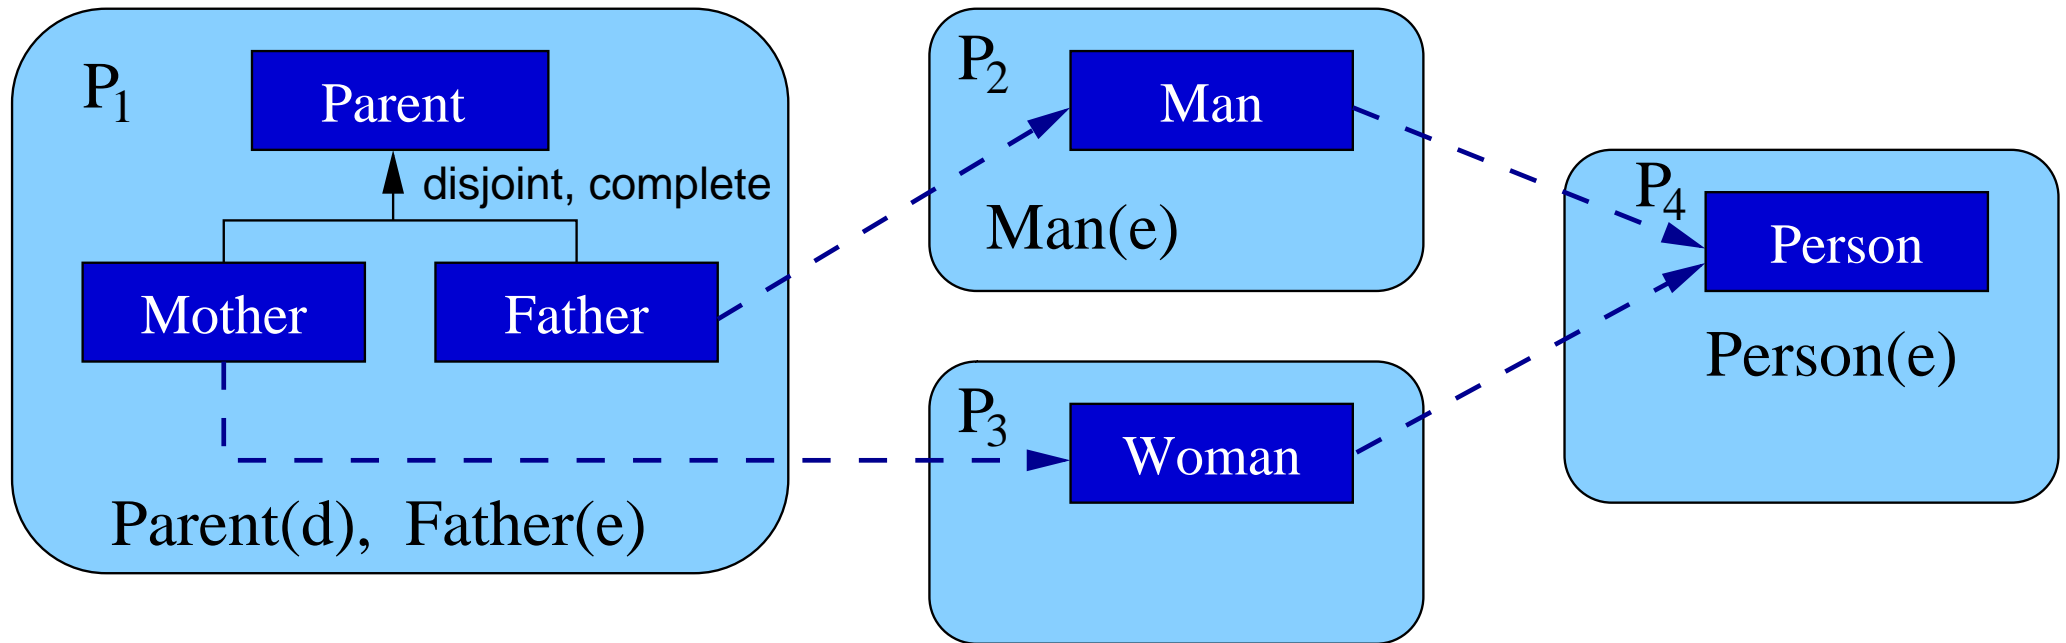 P1
Parent
disjoint, complete
Mother
Father
Parent(d), Father(e)
P2
Man
Man(e)
P3
Woman
P4
Person
Person(e)